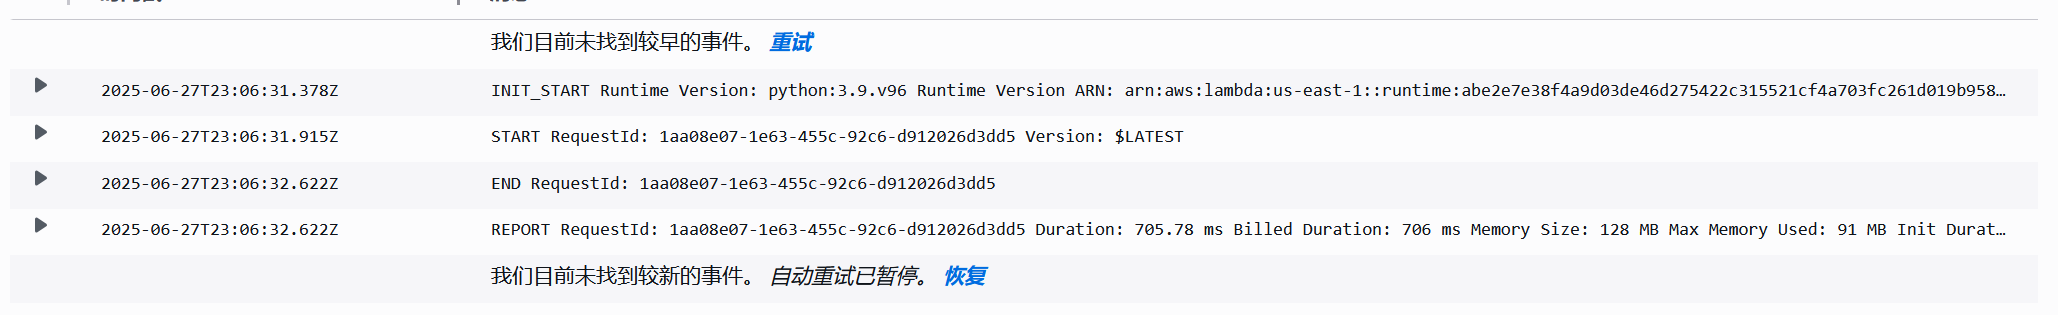 我们目前未找到较早的事件。 重试
2025-06-27T23:06:31.378Z INIT_START Runtime Version: python:3.9.v96 Runtime Version ARN: arn:aws:lambda:us-east-1::runtime:abe2e7e38f4a9d03de46d275422c315521cf4a703fc261d019b958…
2025-06-27T23:06:31.915Z START RequestId: 1aa08e07-1e63-455c-92c6-d912026d3dd5 Version: $LATEST
2025-06-27T23:06:32.622Z END RequestId: 1aa08e07-1e63-455c-92c6-d912026d3dd5
2025-06-27T23:06:32.622Z REPORT RequestId: 1aa08e07-1e63-455c-92c6-d912026d3dd5 Duration: 705.78 ms Billed Duration: 706 ms Memory Size: 128 MB Max Memory Used: 91 MB Init Durat…
我们目前未找到较新的事件。 自动重试已暂停。 恢复